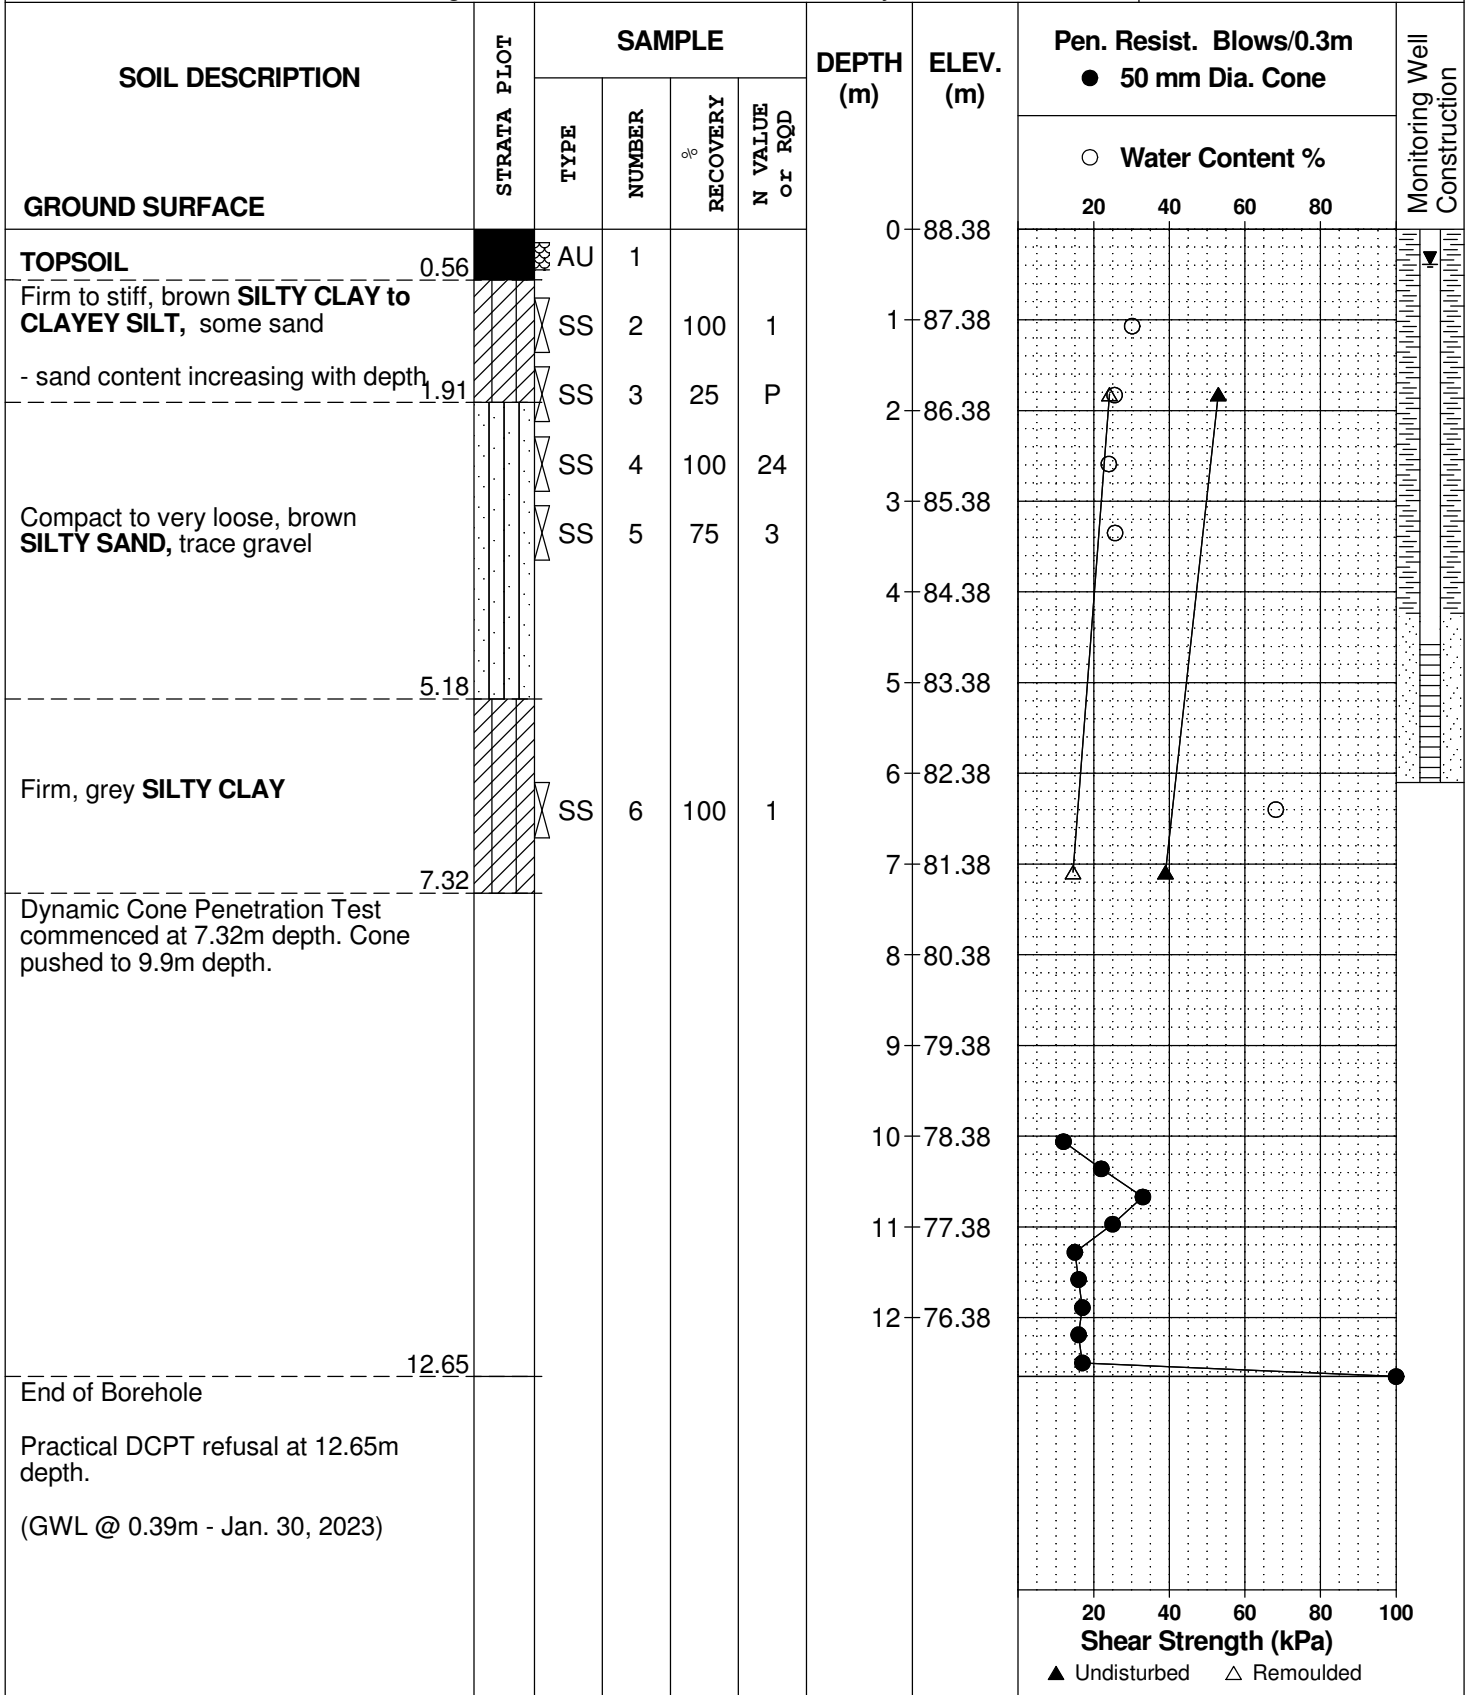 SOIL DESCRIPTION
GROUND SURFACE
STRATA PLOT
SAMPLE
TYPE
NUMBER
%
RECOVERY
N VALUE
or RQD
DEPTH
(m)
ELEV.
(m)
Pen. Resist. Blows/0.3m
● 50 mm Dia. Cone
○ Water Content %
20 40 60 80
Monitoring Well
Construction
0 88.38
TOPSOIL
0.56
AU 1
Firm to stiff, brown SILTY CLAY to
CLAYEY SILT, some sand
SS 2 100 1
1 87.38
- sand content increasing with depth
1.91
SS 3 25 P
2 86.38
SS 4 100 24
3 85.38
Compact to very loose, brown
SILTY SAND, trace gravel
SS 5 75 3
4 84.38
5.18
5 83.38
6 82.38
Firm, grey SILTY CLAY
SS 6 100 1
7 81.38
7.32
Dynamic Cone Penetration Test
commenced at 7.32m depth. Cone
pushed to 9.9m depth.
8 80.38
9 79.38
10 78.38
11 77.38
12 76.38
12.65
End of Borehole
Practical DCPT refusal at 12.65m
depth.
(GWL @ 0.39m - Jan. 30, 2023)
20 40 60 80 100
Shear Strength (kPa)
▲ Undisturbed △ Remoulded